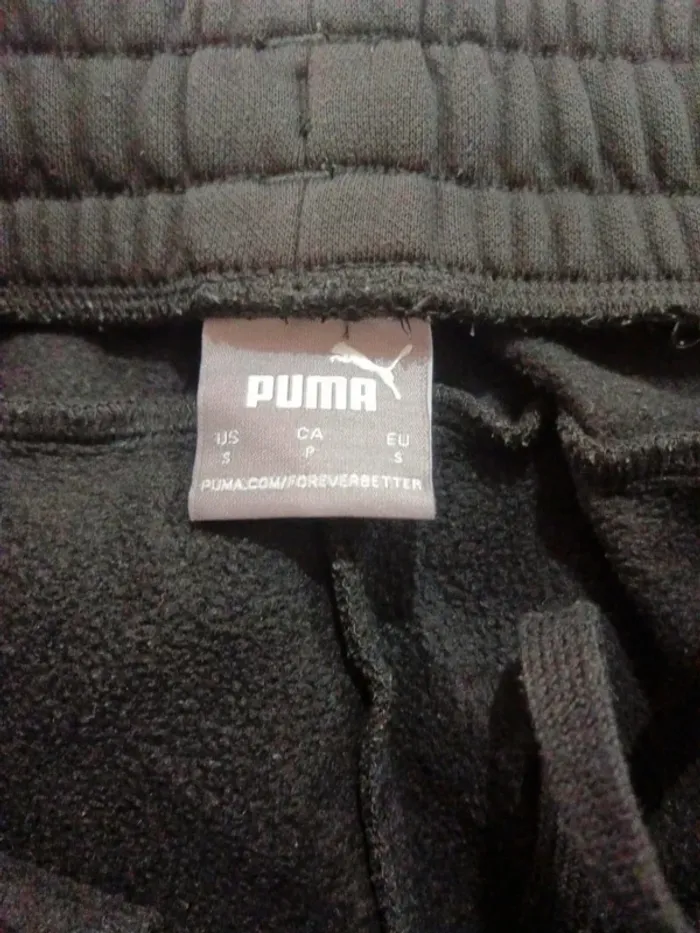 PUMA
US CA EU
S P S
PUMA.COM/FOREVERBETTER